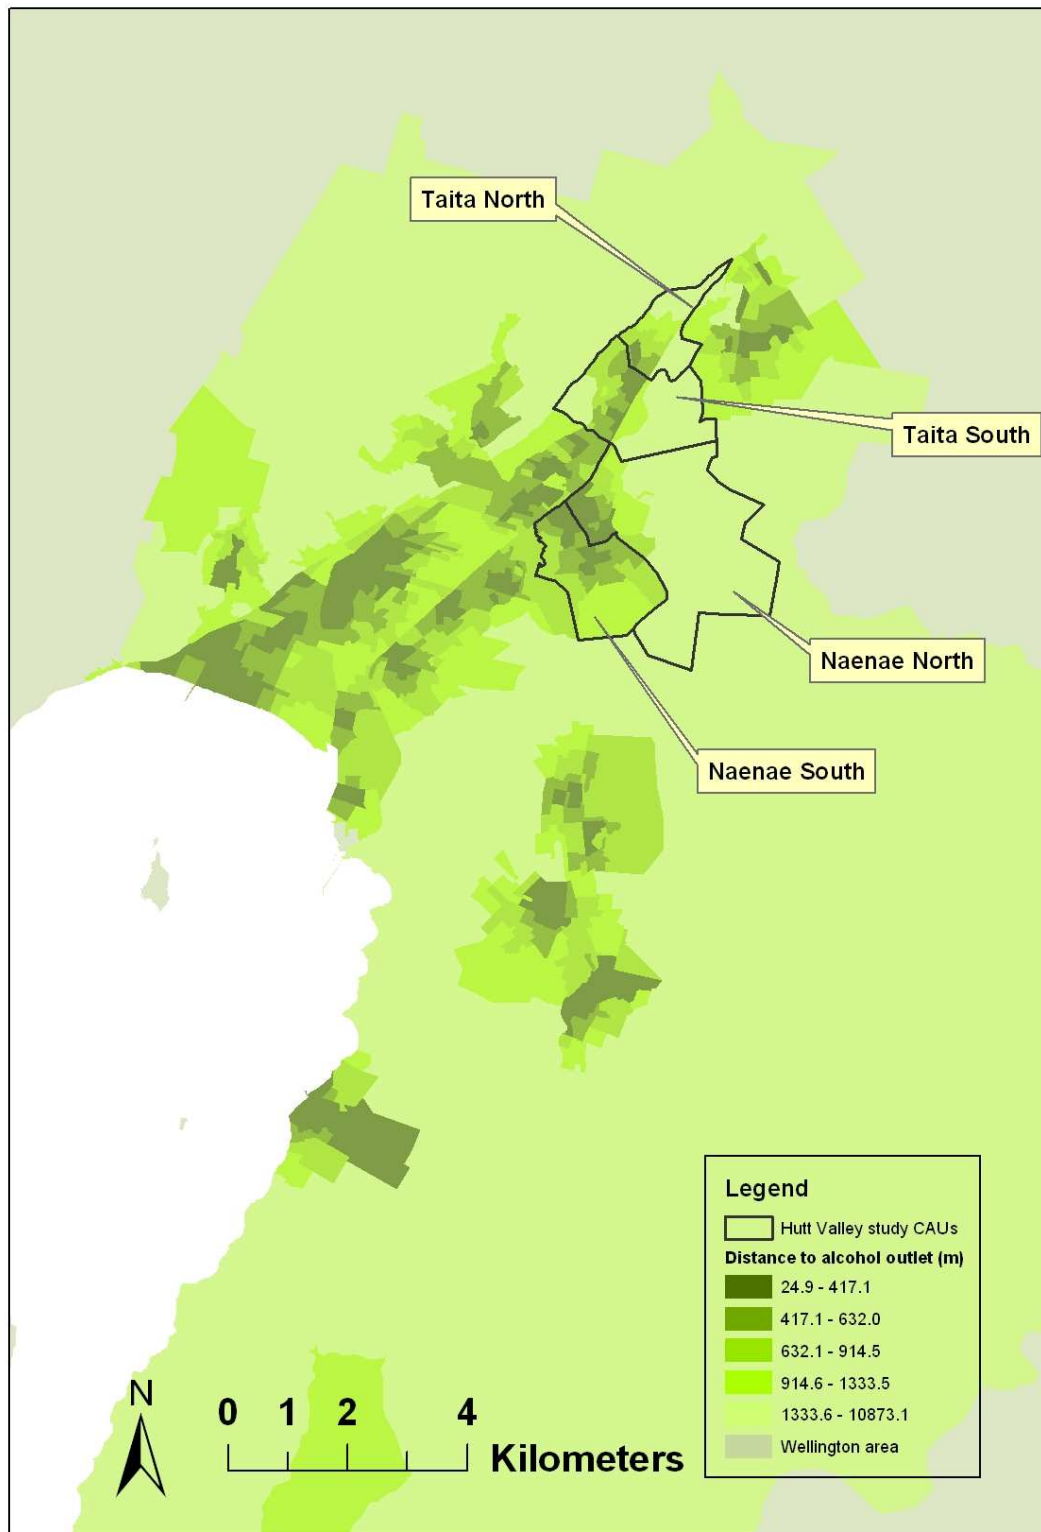 Taita North
Taita South
Naenae North
Naenae South
Legend
Hutt Valley study CAUs
Distance to alcohol outlet (m)
24.9 - 417.1
417.1 - 632.0
632.1 - 914.5
914.6 - 1333.5
1333.6 - 10873.1
Wellington area
N
0 1 2 4
Kilometers